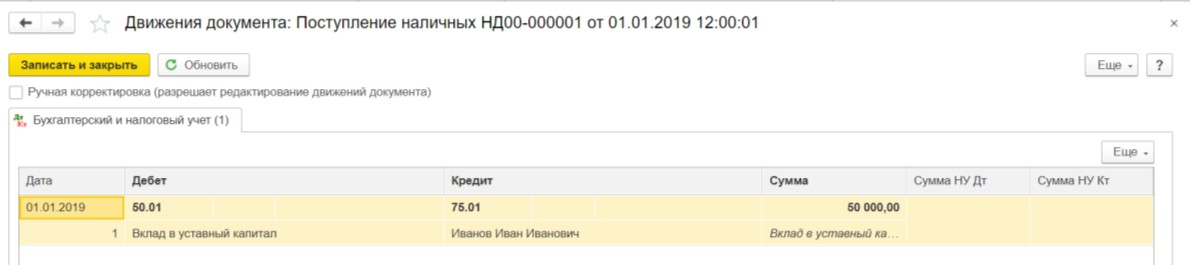 Движения документа: Поступление наличных НД00-000001 от 01.01.2019 12:00:01
Записать и закрыть Обновить Еще ?
Ручная корректировка (разрешает редактирование движений документа)
Дт Кт Бухгалтерский и налоговый учет (1)
Еще
Дата Дебет Кредит Сумма Сумма НУ Дт Сумма НУ Кт
01.01.2019 50.01 75.01 50 000,00
1 Вклад в уставный капитал Иванов Иван Иванович Вклад в уставный ка...